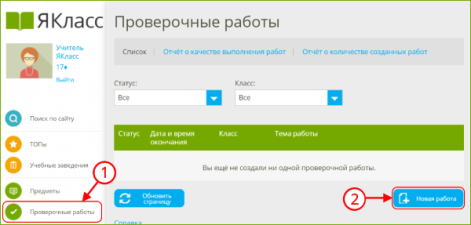 ЯКласс
Проверочные работы
Учитель
ЯКласс
17
Выйти
Список
Отчёт о качестве выполнения работ
Отчёт о количестве созданных работ
Статус:
Класс:
Все
Все
Поиск по сайту
ТОПы
Учебные заведения
Предметы
Проверочные работы
1
Статус
Дата и время
окончания
Класс
Тема работы
Вы ещё не создали ни одной проверочной работы.
Обновить
страницу
2
Новая работа
Справка